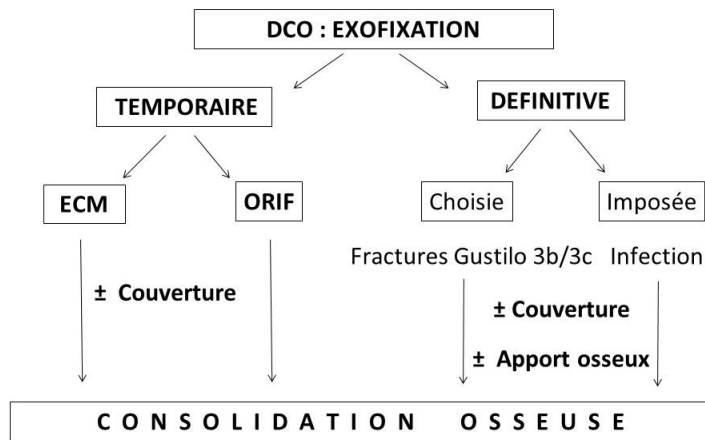 DCO : EXOFIXATION
TEMPORAIRE
DEFINITIVE
ECM
ORIF
Choisie
Imposée
Fractures Gustilo 3b/3c
Infection
± Couverture
± Couverture
± Apport osseux
CONSOLIDATION OSSEUSE